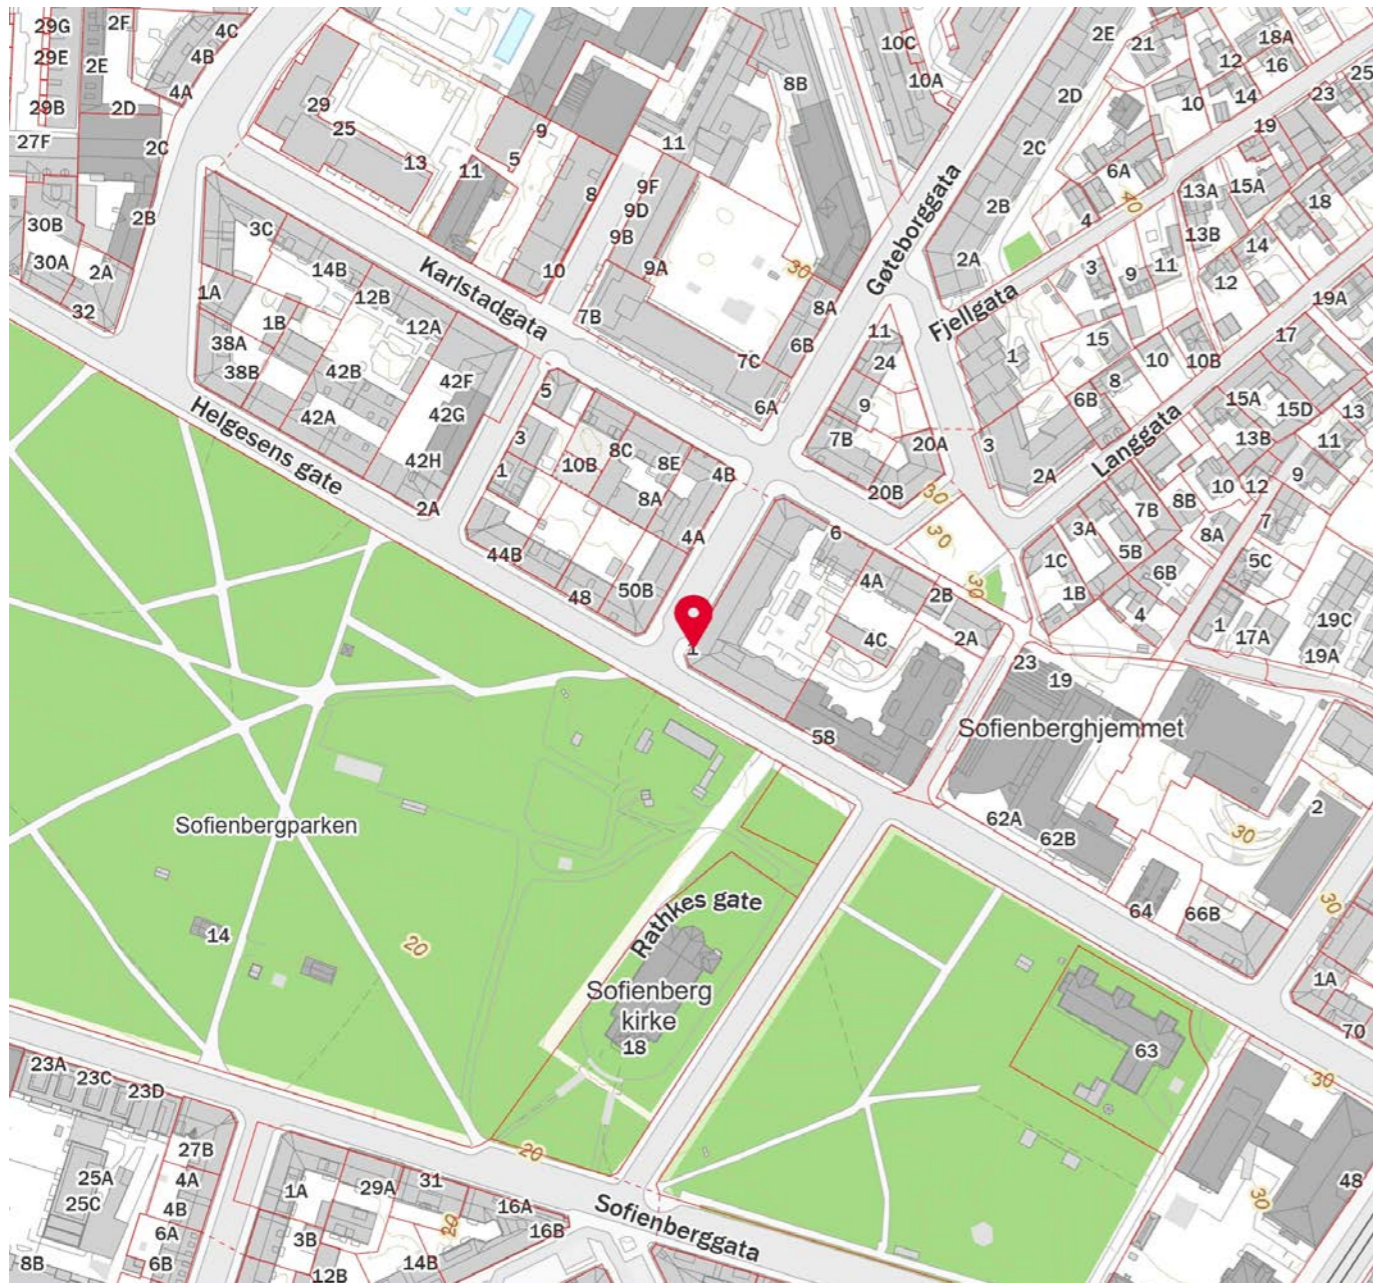 29G
2F
4C
29E
2E
4B
4A
29B
2D
27F
2C
30B
2B
30A
2A
32
29
25
13
11
9
5
8
10
11
8B
10C
10A
2E
2D
2C
2B
2A
21
18A
12
16
14
10
23
25
19
6A
40
4
13A
15A
18
13B
14
3
9
11
12
19A
Gøteborggata
Fjellgata
Karlstadgata
9F
9D
9B
9A
30
8A
6B
7B
7C
6A
3C
14B
12B
12A
1A
1B
38A
38B
42B
42A
42F
42G
42H
2A
Helgesens gate
5
3
1
10B
8C
8E
8A
4B
4A
44B
48
50B
11
24
9
7B
20A
20B
30
30
1
15
10
10B
8
6B
3
2A
Langgata
17
15A
15D
13
13B
11
10
12
9
7B
8B
3A
8A
7
5B
5C
1C
6B
1B
4
1
17A
19C
19A
6
4A
2B
4C
2A
30
1
58
23
19
Sofienberghjemmet
62A
62B
64
66B
30
2
30
1A
70
Sofienbergparken
14
20
Rathkes gate
Sofienberg
kirke
18
63
30
48
30
23A
23C
23D
27B
25A
25C
4A
4B
6A
6B
8B
1A
29A
31
3B
12B
14B
20
16A
16B
20
Sofienberggata